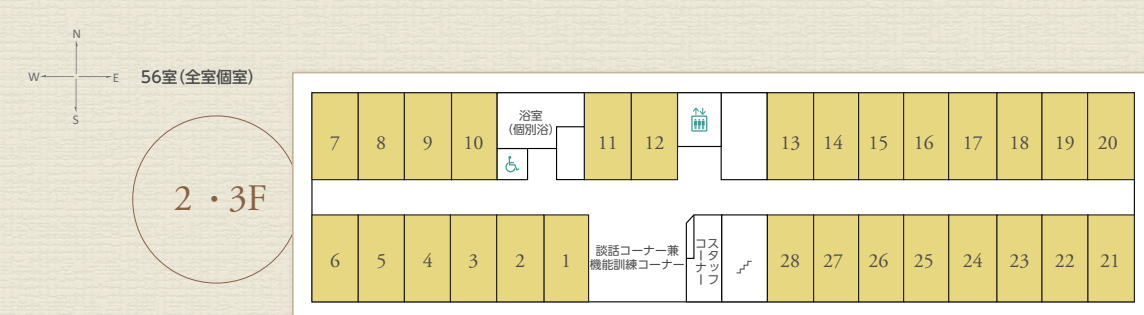 N
W E
S
56室(全室個室)
2・3F
浴室
(個別浴)
7 8 9 10 11 12 13 14 15 16 17 18 19 20
談話コーナー兼
機能訓練コーナー
スタッフ
コーナー
6 5 4 3 2 1 28 27 26 25 24 23 22 21